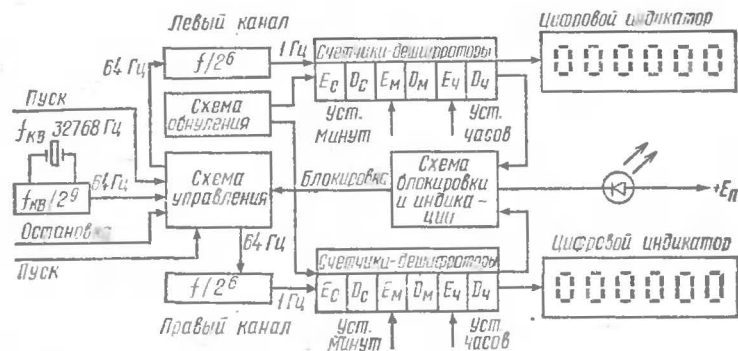 Левый канал
Цифровой индикатор
64 Гц
f/2⁶
1 Гц
Счетчики-дешифраторы
Eс Dс Eм Dм Eч Dч
Уст. минут
Уст. часов
000000
Пуск
fкв 32768 Гц
fкв/2⁹
64 Гц
Остановка
Пуск
Схема
обнуления
Схема
управления
Блокировка
Схема
блокировки
и индика-
ции
+Eп
64 Гц
f/2⁶
1 Гц
Правый канал
Счетчики-дешифраторы
Eс Dс Eм Dм Eч Dч
Уст. минут
Уст. часов
Цифровой индикатор
000000